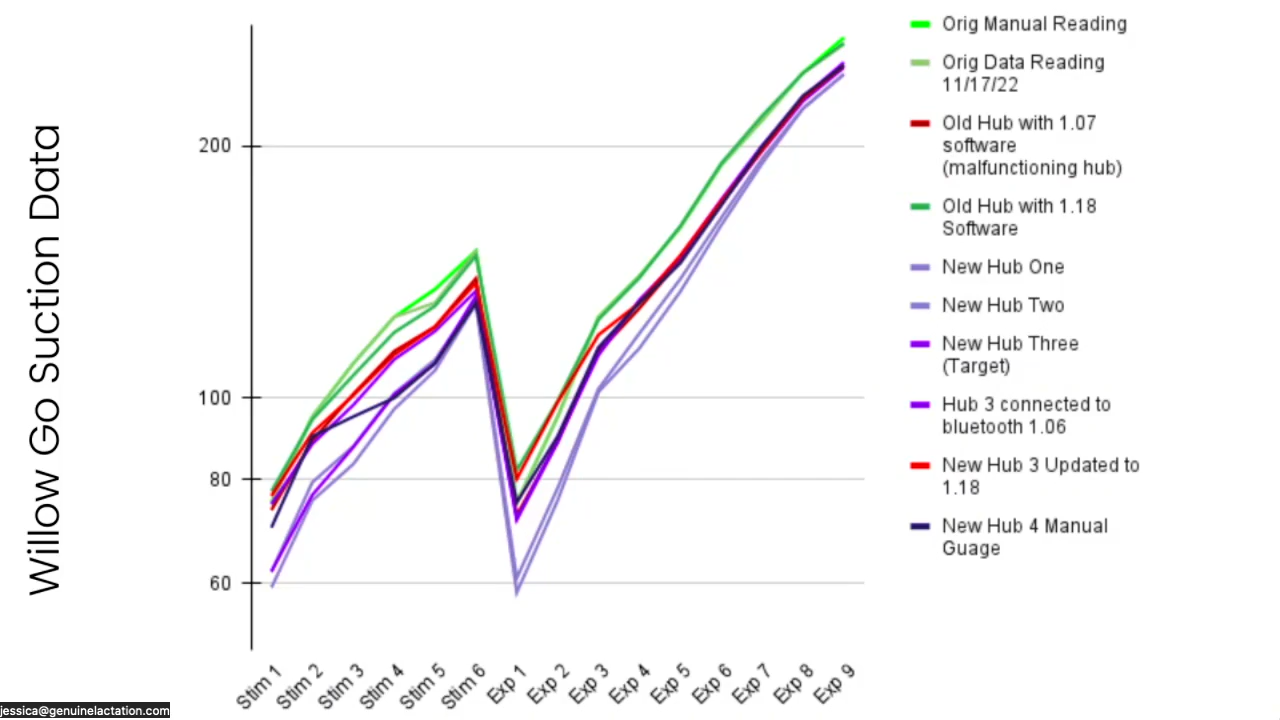 Willow Go Suction Data
200
100
80
60
Stim 1
Stim 2
Stim 3
Stim 4
Stim 5
Stim 6
Exp 1
Exp 2
Exp 3
Exp 4
Exp 5
Exp 6
Exp 7
Exp 8
Exp 9
Orig Manual Reading
Orig Data Reading
11/17/22
Old Hub with 1.07
software
(malfunctioning hub)
Old Hub with 1.18
Software
New Hub One
New Hub Two
New Hub Three
(Target)
Hub 3 connected to
bluetooth 1.06
New Hub 3 Updated to
1.18
New Hub 4 Manual
Guage
jessica@genuinelactation.com